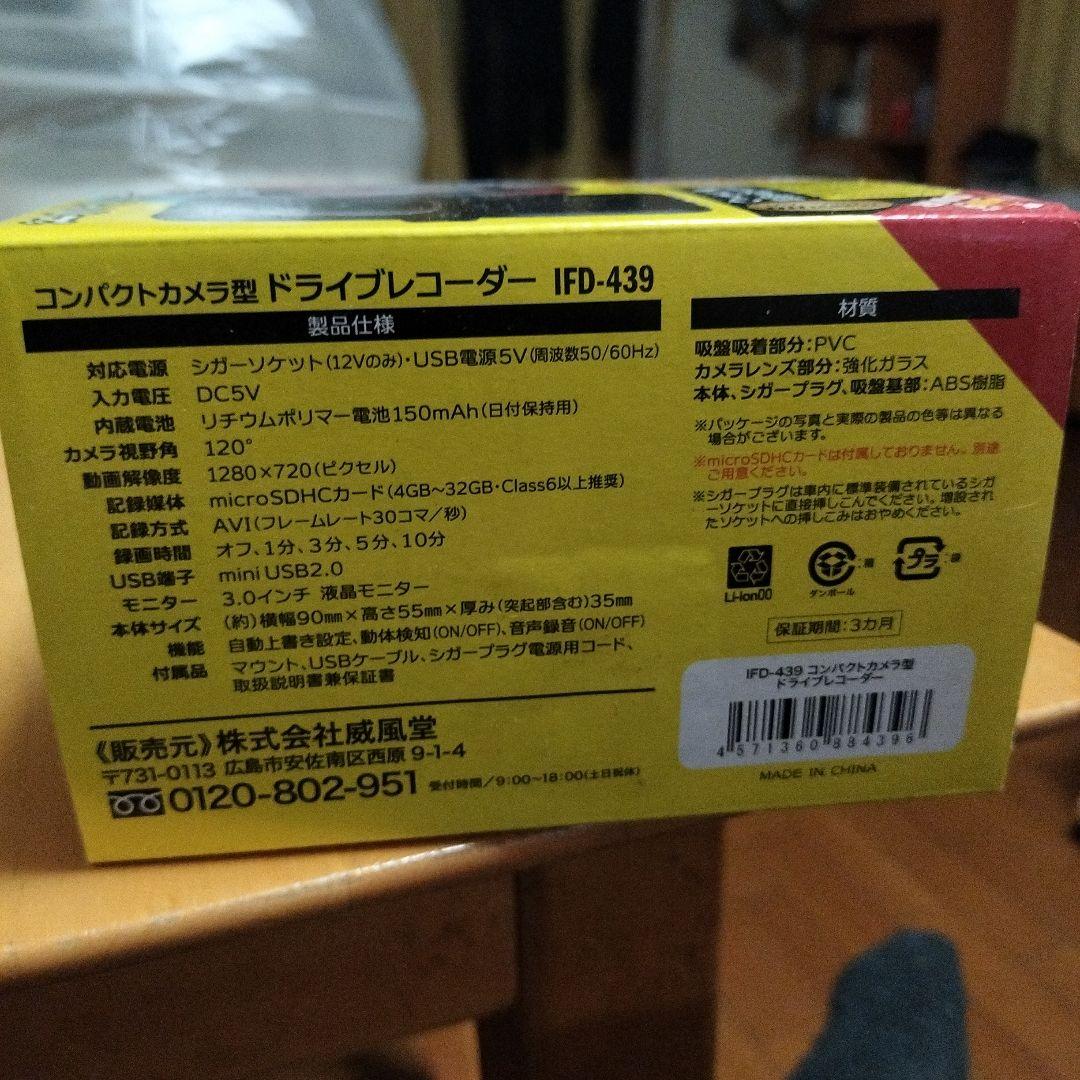 コンパクトカメラ型 ドライブレコーダー IFD-439
製品仕様
対応電源 シガーソケット(12Vのみ)・USB電源5V(周波数50/60Hz)
入力電圧 DC5V
内蔵電池 リチウムポリマー電池150mAh(日付保持用)
カメラ視野角 120°
動画解像度 1280×720(ピクセル)
記録媒体 microSDHCカード(4GB~32GB・Class6以上推奨)
記録方式 AVI(フレームレート30コマ/秒)
録画時間 オフ、1分、3分、5分、10分
USB端子 mini USB2.0
モニター 3.0インチ 液晶モニター
本体サイズ (約)横幅90mm×高さ55mm×厚み(突起部含む)35mm
機能 自動上書き設定、動体検知(ON/OFF)、音声録音(ON/OFF)
付属品 マウント、USBケーブル、シガープラグ電源用コード、
取扱説明書兼保証書
《販売元》株式会社威風堂
〒731-0113 広島市安佐南区西原 9-1-4
0120-802-951 受付時間/9:00~18:00(土日祝休)
材質
吸盤吸着部分:PVC
カメラレンズ部分:強化ガラス
本体、シガープラグ、吸盤基部:ABS樹脂
※パッケージの写真と実際の製品の色等は異なる
場合がございます。
※microSDHCカードは付属しておりません。別途
ご用意ください。
※シガープラグは車内に標準装備されているシガ
ーソケットに直接挿しこんでください。増設され
たソケットへの挿しこみはおやめください。
Li-ion00
ダンボール
プラ
保証期間:3カ月
IFD-439 コンパクトカメラ型
ドライブレコーダー
4571360884396
MADE IN CHINA